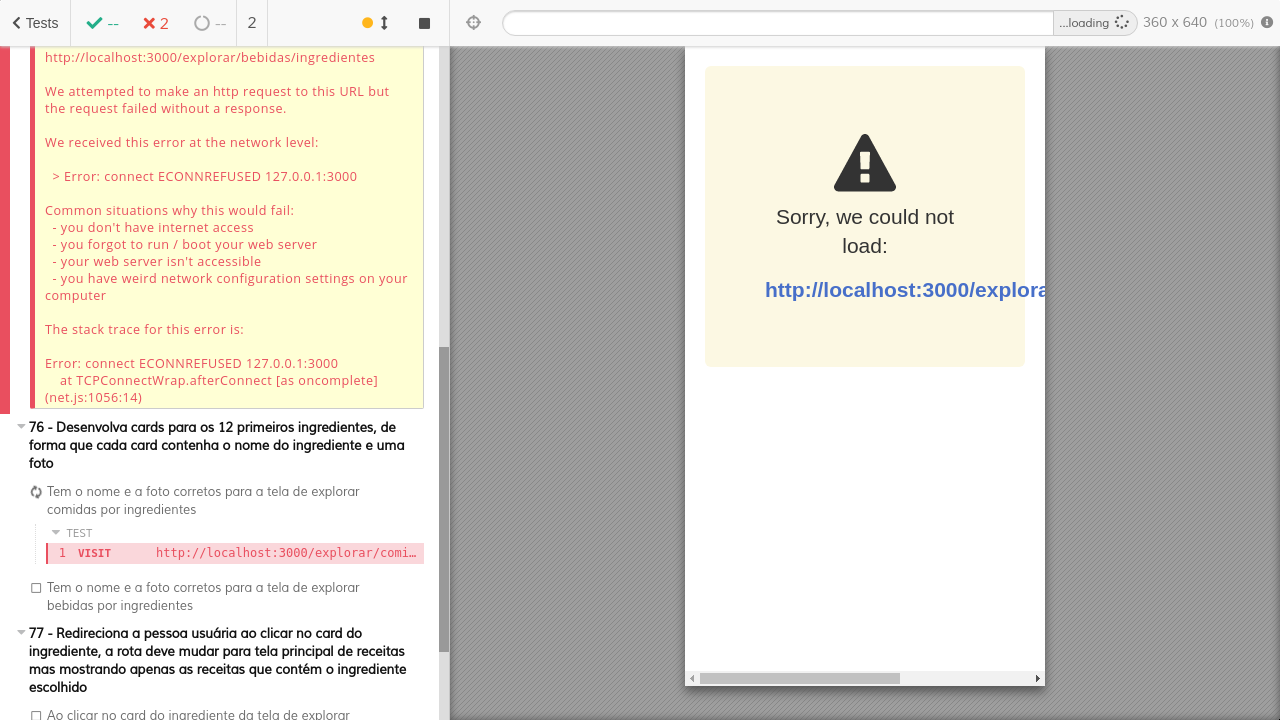 Tests
--
2
--
2
...loading
360 x 640 (100%)
http://localhost:3000/explorar/bebidas/ingredientes
We attempted to make an http request to this URL but
the request failed without a response.
We received this error at the network level:
> Error: connect ECONNREFUSED 127.0.0.1:3000
Common situations why this would fail:
- you don't have internet access
- you forgot to run / boot your web server
- your web server isn't accessible
- you have weird network configuration settings on your
computer
The stack trace for this error is:
Error: connect ECONNREFUSED 127.0.0.1:3000
at TCPConnectWrap.afterConnect [as oncomplete]
(net.js:1056:14)
76 - Desenvolva cards para os 12 primeiros ingredientes, de
forma que cada card contenha o nome do ingrediente e uma
foto
Tem o nome e a foto corretos para a tela de explorar
comidas por ingredientes
TEST
1 VISIT http://localhost:3000/explorar/comi…
Tem o nome e a foto corretos para a tela de explorar
bebidas por ingredientes
77 - Redireciona a pessoa usuária ao clicar no card do
ingrediente, a rota deve mudar para tela principal de receitas
mas mostrando apenas as receitas que contém o ingrediente
escolhido
Ao clicar no card do ingrediente da tela de explorar
Sorry, we could not
load:
http://localhost:3000/explora